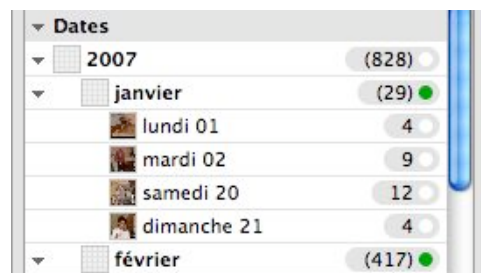 Dates
2007 (828)
janvier (29)
lundi 01 4
mardi 02 9
samedi 20 12
dimanche 21 4
février (417)